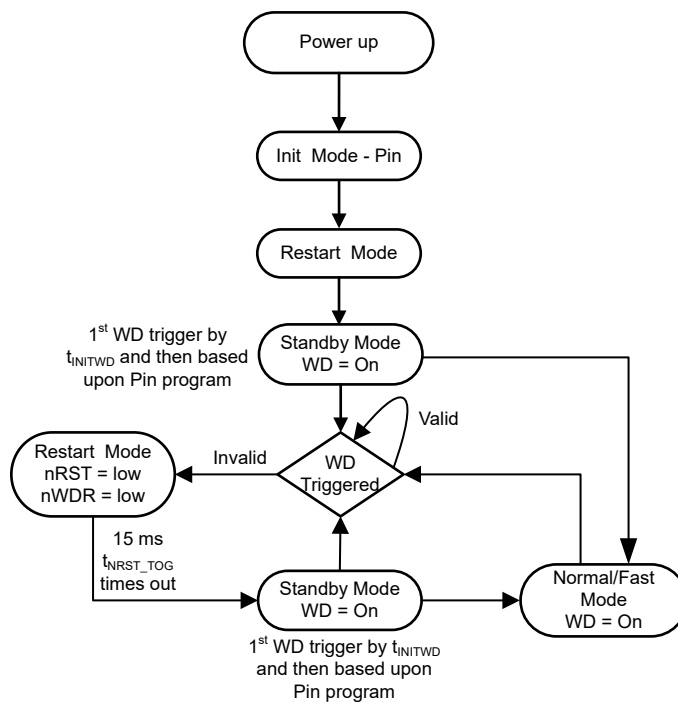 Power up
Init Mode - Pin
Restart Mode
1st WD trigger by
tINITWD and then based
upon Pin program
Standby Mode
WD = On
Valid
Restart Mode
nRST = low
nWDR = low
Invalid
WD
Triggered
15 ms
tNRST_TOG
times out
Standby Mode
WD = On
Normal/Fast
Mode
WD = On
1st WD trigger by tINITWD
and then based upon
Pin program